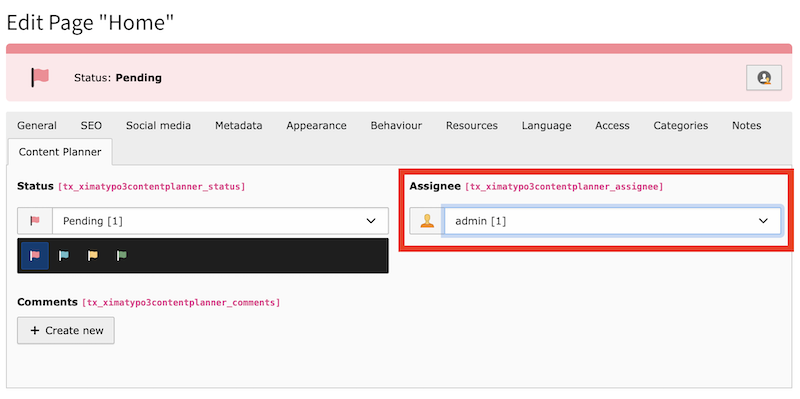 Edit Page "Home"
Status: Pending
General SEO Social media Metadata Appearance Behaviour Resources Language Access Categories Notes
Content Planner
Status [tx_ximatypo3contentplanner_status]
Assignee [tx_ximatypo3contentplanner_assignee]
Pending [1]
admin [1]
Comments [tx_ximatypo3contentplanner_comments]
+ Create new